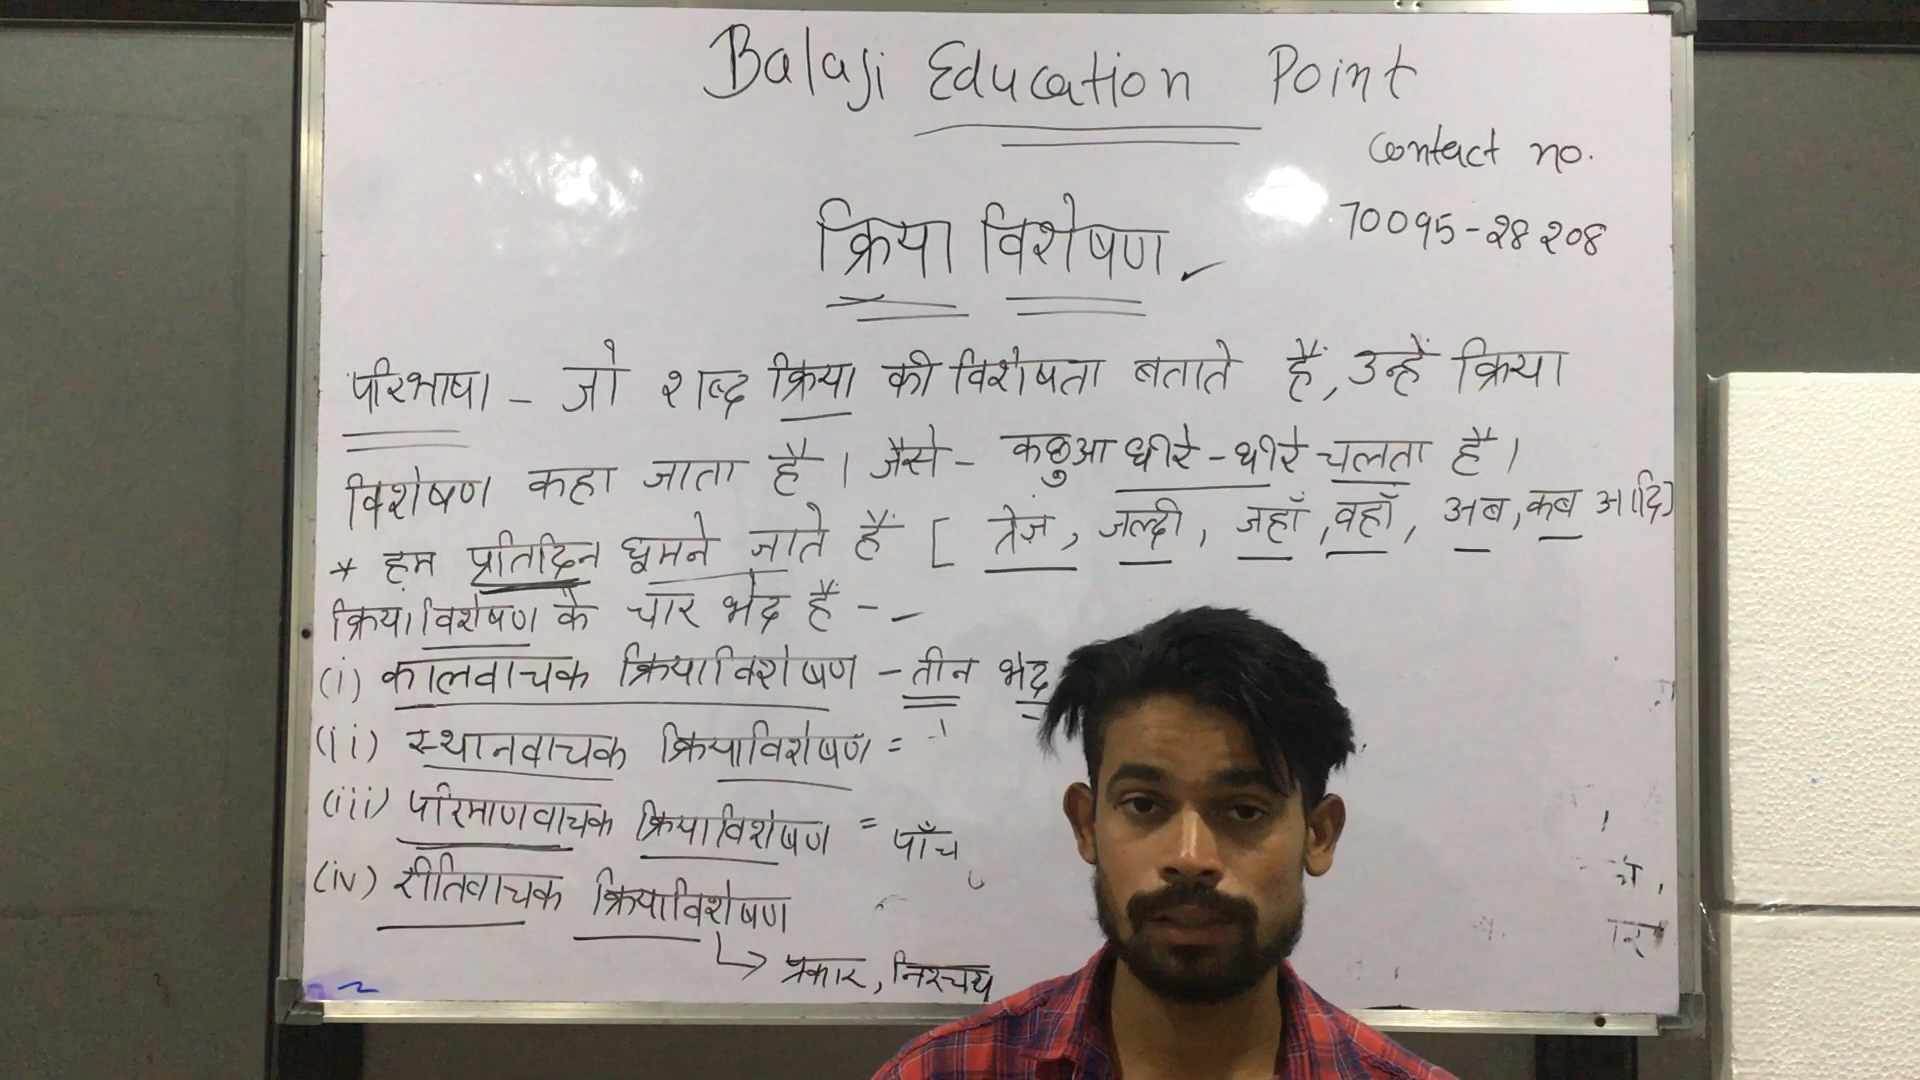 Balaji Education Point
Contact no.
70095-28208
क्रिया विशेषण
परिभाषा - जो शब्द क्रिया की विशेषता बताते हैं, उन्हें क्रिया
विशेषण कहा जाता है। जैसे- कछुआ धीरे-धीरे चलता है।
* हम प्रतिदिन घूमने जाते हैं [ तेज़, जल्दी, जहाँ, वहाँ, अब, कब आदि]
क्रियाविशेषण के चार भेद हैं -
(i) कालवाचक क्रियाविशेषण - तीन भेद
(ii) स्थानवाचक क्रियाविशेषण =
(iii) परिमाणवाचक क्रियाविशेषण = पाँच
(iv) रीतिवाचक क्रियाविशेषण
→ प्रकार, निश्चय